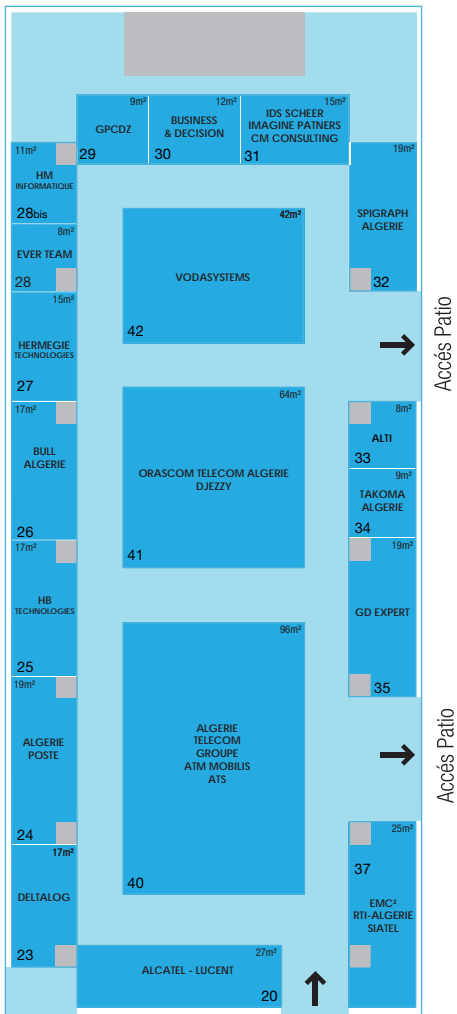 9m²
GPCDZ
29
12m²
BUSINESS
& DECISION
30
15m²
IDS SCHEER
IMAGINE PATNERS
CM CONSULTING
31
11m²
HM
INFORMATIQUE
28bis
8m²
EVER TEAM
28
15m²
HERMEGIE
TECHNOLOGIES
27
17m²
BULL
ALGERIE
26
17m²
HB
TECHNOLOGIES
25
19m²
ALGERIE
POSTE
24
17m²
DELTALOG
23
42m²
VODASYSTEMS
42
64m²
ORASCOM TELECOM ALGERIE
DJEZZY
41
96m²
ALGERIE
TELECOM
GROUPE
ATM MOBILIS
ATS
40
27m²
ALCATEL - LUCENT
20
19m²
SPIGRAPH
ALGERIE
32
Accés Patio
8m²
ALTI
33
9m²
TAKOMA
ALGERIE
34
19m²
GD EXPERT
35
Accés Patio
25m²
37
EMC²
RTI-ALGERIE
SIATEL